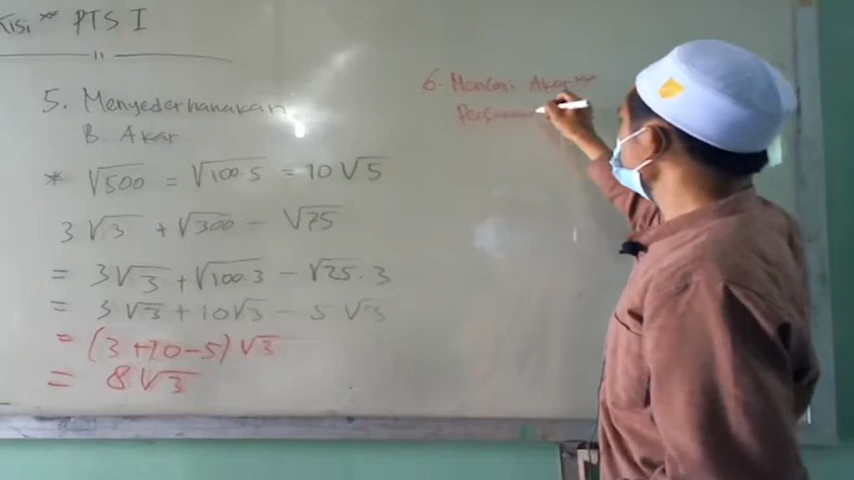 Kisi" PTS I
5. Menyederhanakan
B. Akar
* √500 = √100.5 = 10√5
3√3 + √300 - √75
= 3√3 + √100.3 - √25.3
= 3√3 + 10√3 - 5√3
= (3+10-5)√3
= 8√3
6. Mencari Akar"